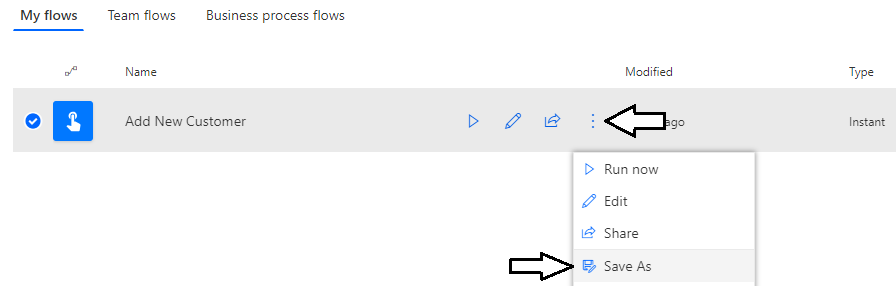 My flows Team flows Business process flows
Name Modified Type
Add New Customer ago Instant
Run now
Edit
Share
Save As